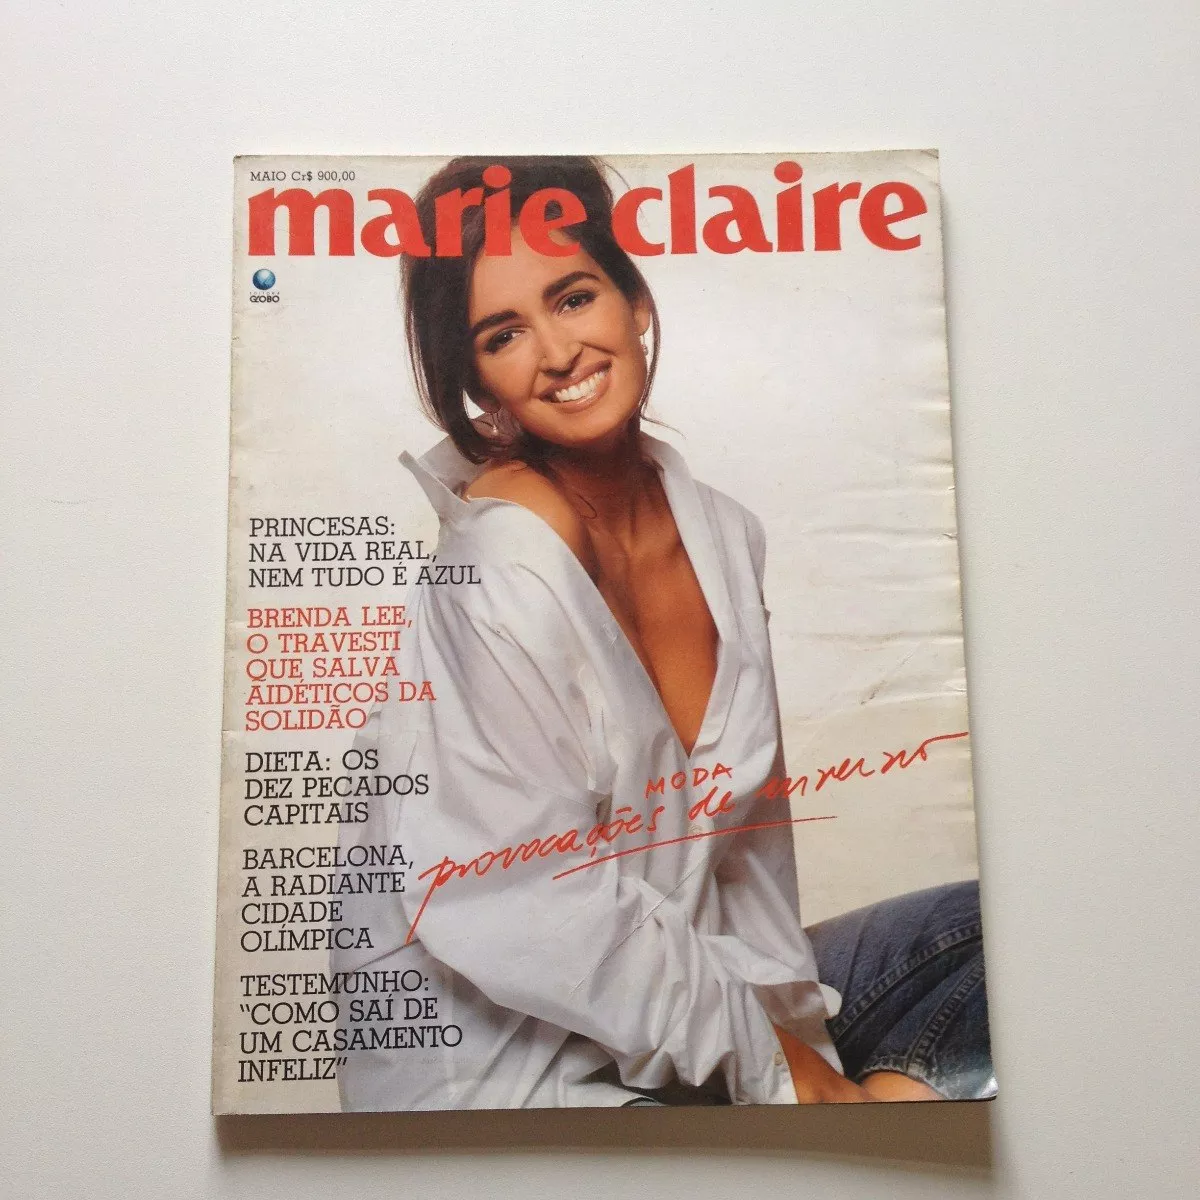 MAIO Cr$ 900,00
marie claire
EDITORA
GLOBO
PRINCESAS:
NA VIDA REAL,
NEM TUDO É AZUL
BRENDA LEE,
O TRAVESTI
QUE SALVA
AIDÉTICOS DA
SOLIDÃO
DIETA: OS
DEZ PECADOS
CAPITAIS
MODA
provocações de inverno
BARCELONA,
A RADIANTE
CIDADE
OLÍMPICA
TESTEMUNHO:
"COMO SAÍ DE
UM CASAMENTO
INFELIZ"